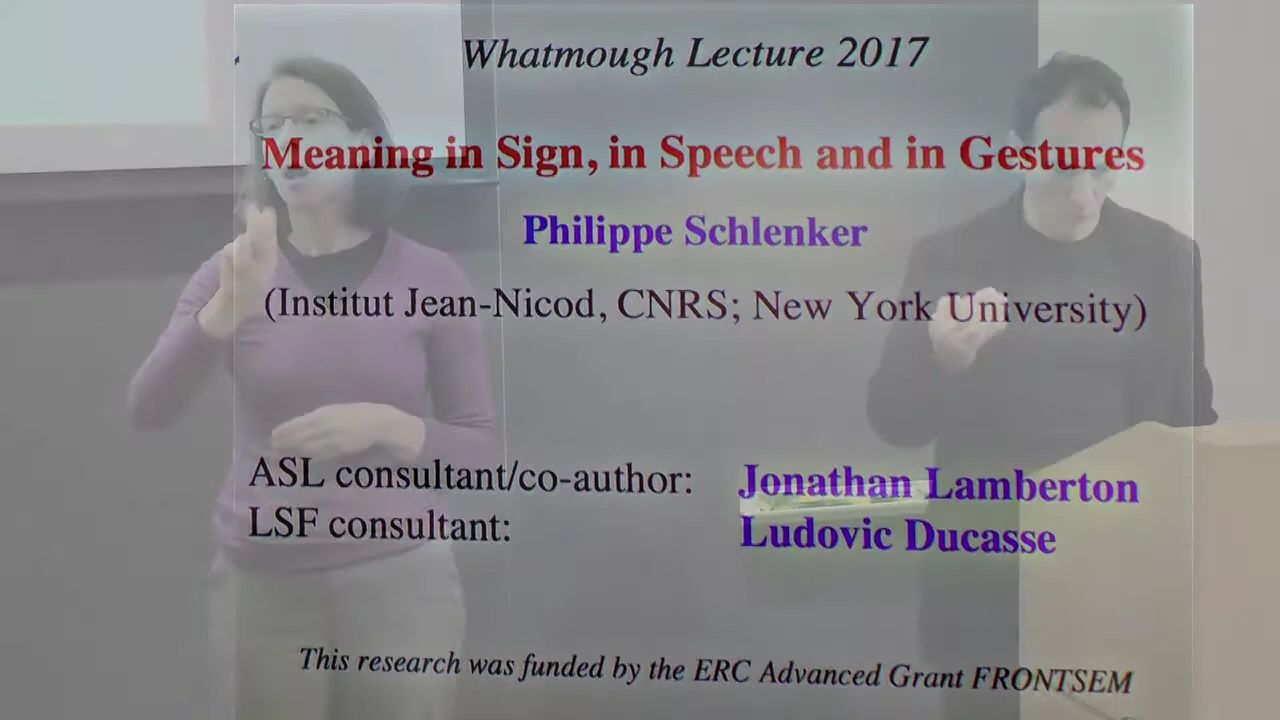 Whatmough Lecture 2017
Meaning in Sign, in Speech and in Gestures
Philippe Schlenker
(Institut Jean-Nicod, CNRS; New York University)
ASL consultant/co-author: Jonathan Lamberton
LSF consultant: Ludovic Ducasse
This research was funded by the ERC Advanced Grant FRONTSEM